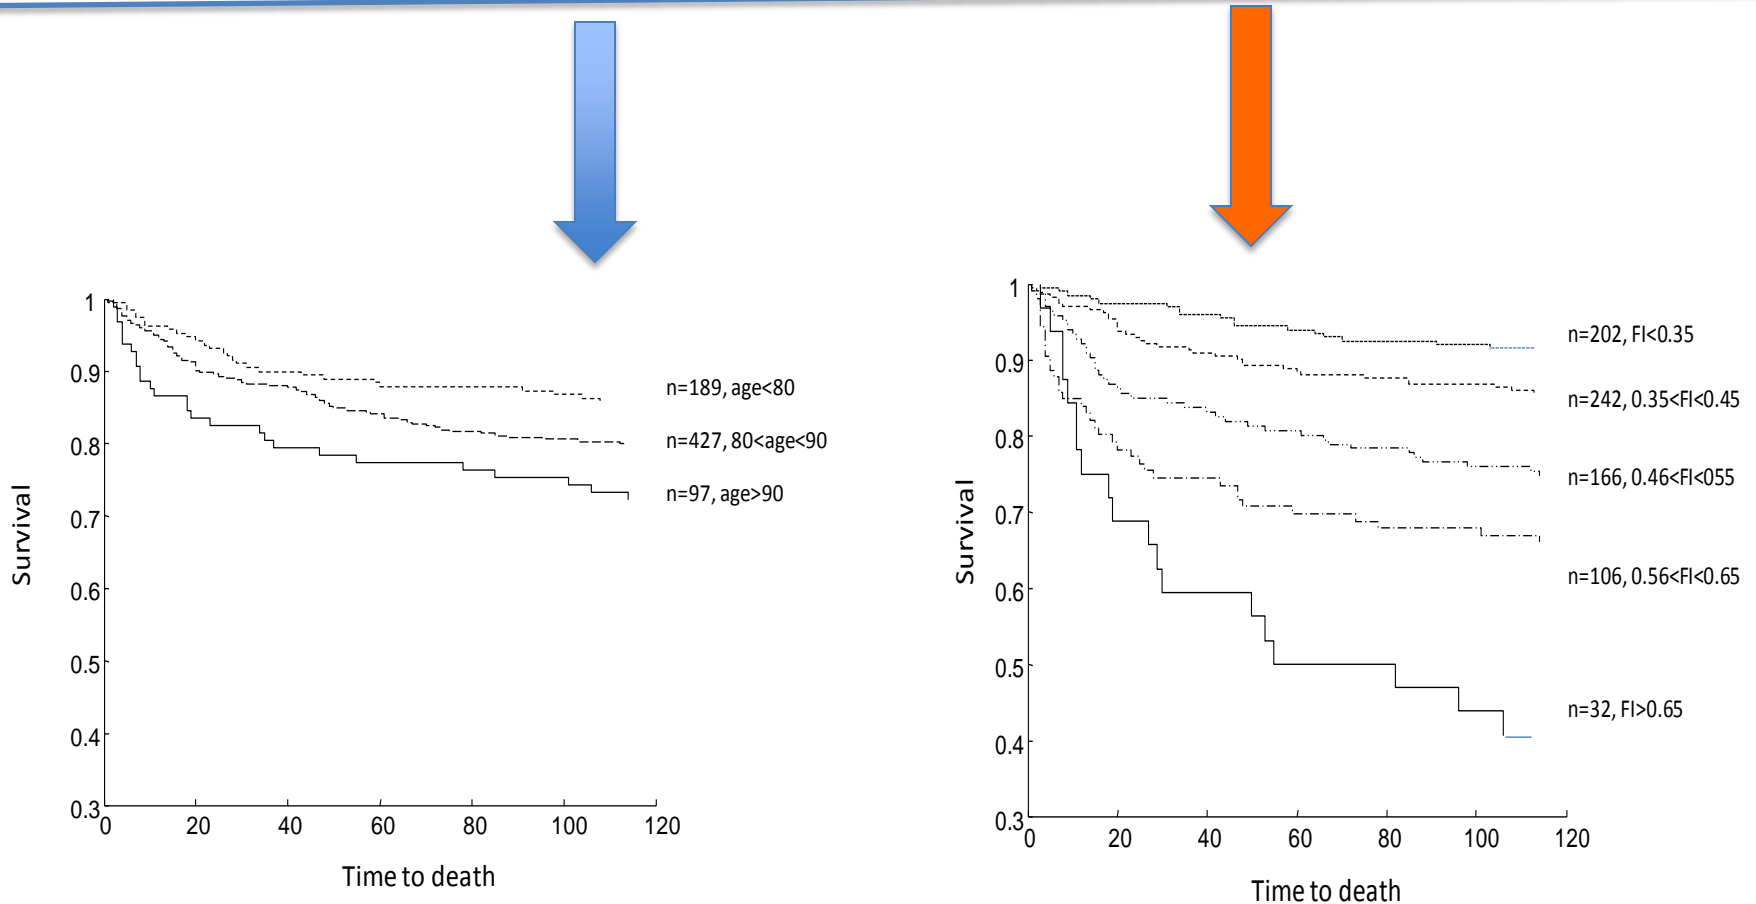 1
0.9
0.8
0.7
0.6
0.5
0.4
0.3
0 20 40 60 80 100 120
Survival
Time to death
n=189, age<80
n=427, 80<age<90
n=97, age>90
1
0.9
0.8
0.7
0.6
0.5
0.4
0.3
0 20 40 60 80 100 120
Survival
Time to death
n=202, FI<0.35
n=242, 0.35<FI<0.45
n=166, 0.46<FI<055
n=106, 0.56<FI<0.65
n=32, FI>0.65